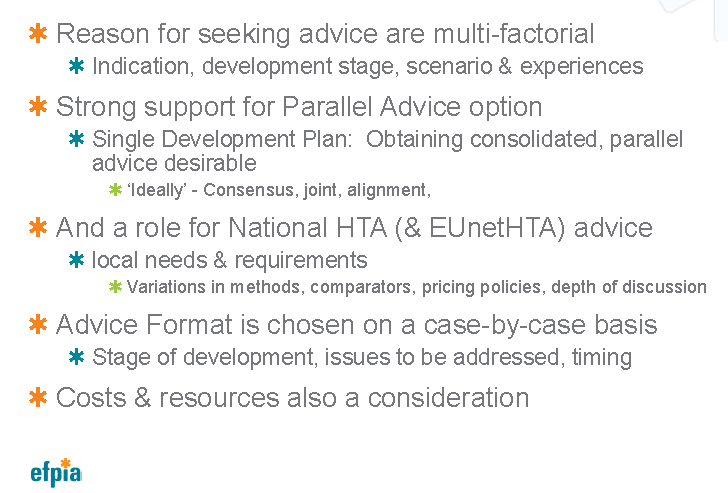 Reason for seeking advice are multi-factorial
Indication, development stage, scenario & experiences
Strong support for Parallel Advice option
Single Development Plan: Obtaining consolidated, parallel
advice desirable
‘Ideally’ - Consensus, joint, alignment,
And a role for National HTA (& EUnetHTA) advice
local needs & requirements
Variations in methods, comparators, pricing policies, depth of discussion
Advice Format is chosen on a case-by-case basis
Stage of development, issues to be addressed, timing
Costs & resources also a consideration
efpia